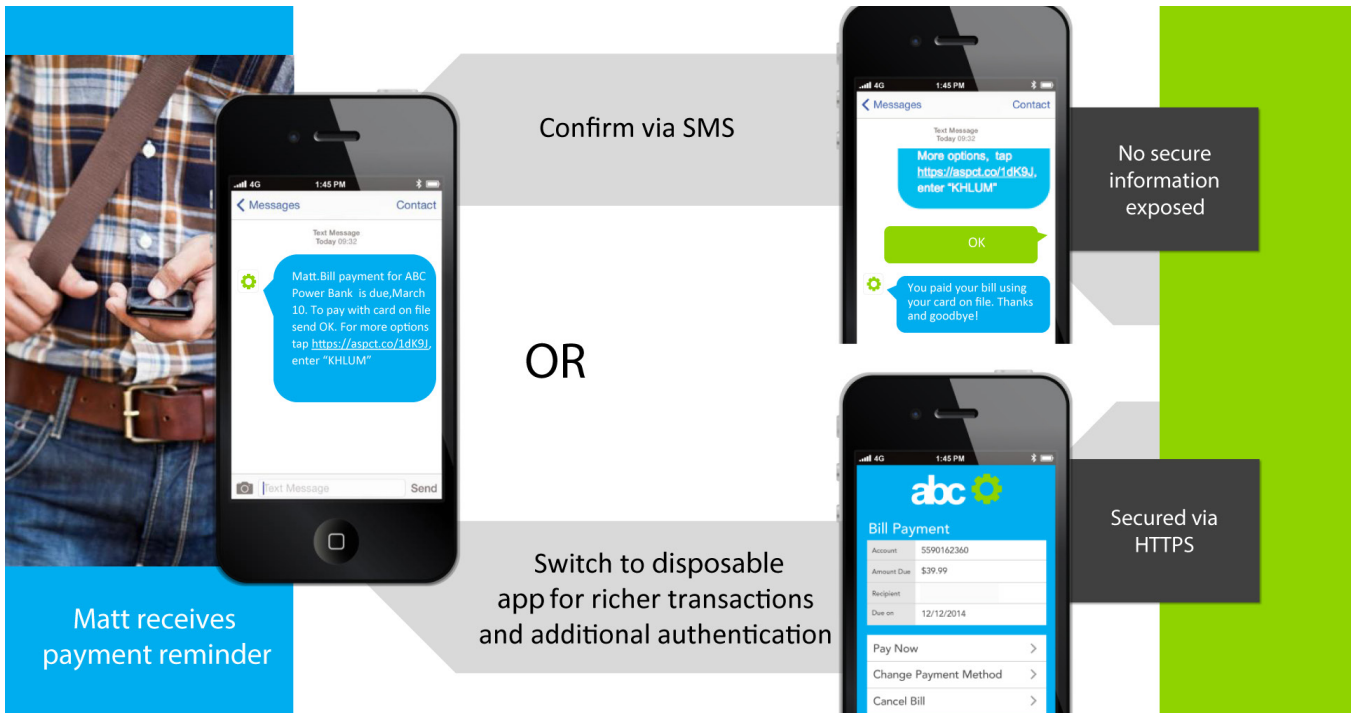 4G 1:45 PM
Messages Contact
Text Message
Today 09:32
Matt.Bill payment for ABC
Power Bank is due,March
10. To pay with card on file
send OK. For more options
tap https://aspct.co/1dK9J,
enter “KHLUM”
Text Message Send
Matt receives
payment reminder
Confirm via SMS
OR
Switch to disposable
app for richer transactions
and additional authentication
4G 1:45 PM
Messages Contact
Text Message
Today 09:32
More options, tap
https://aspct.co/1dK9J,
enter “KHLUM”
OK
You paid your bill using
your card on file. Thanks
and goodbye!
No secure
information
exposed
4G 1:45 PM
abc
Bill Payment
Account 5590162360
Amount Due $39.99
Recipient
Due on 12/12/2014
Pay Now
Change Payment Method
Cancel Bill
Secured via
HTTPS